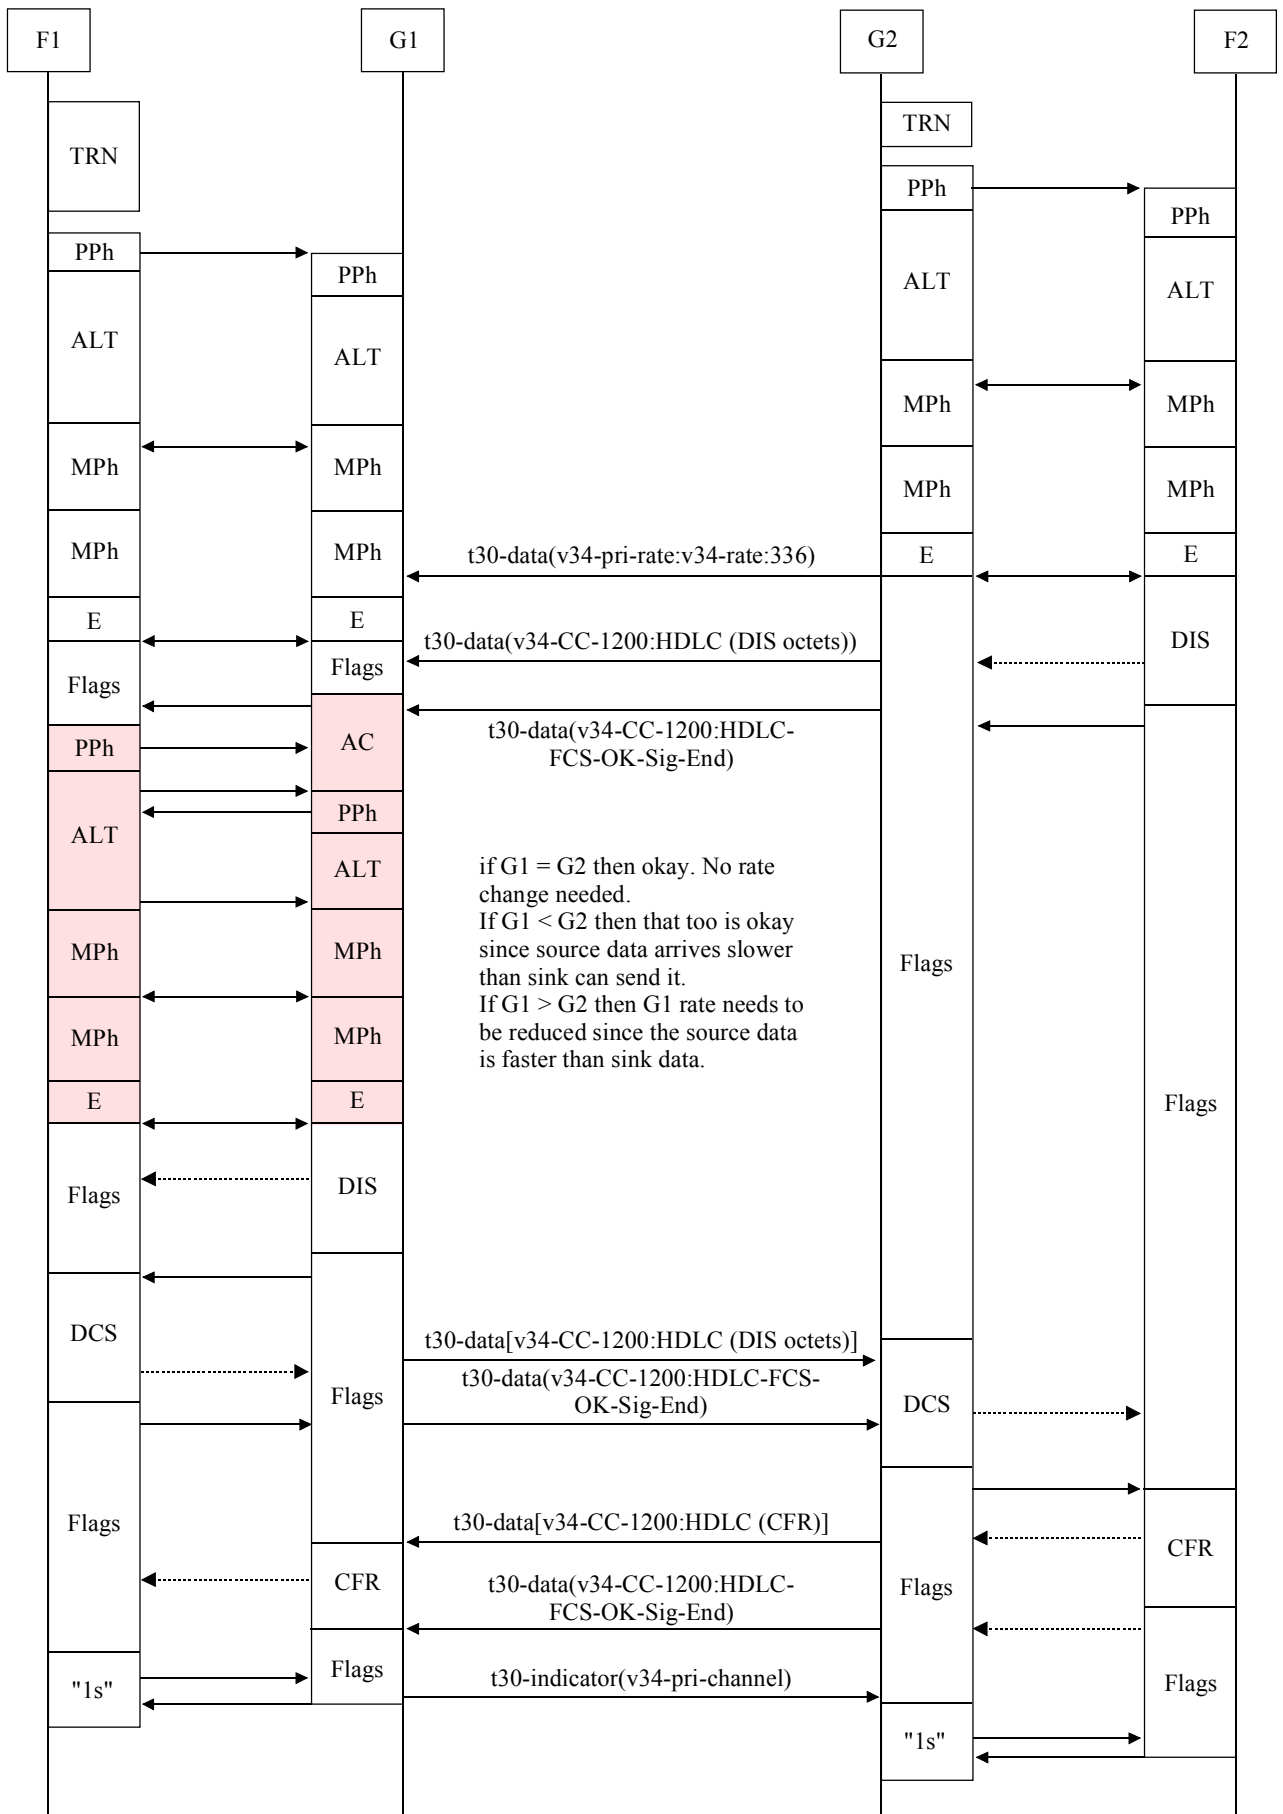 F1
G1
G2
F2
TRN
TRN
PPh
PPh
PPh
PPh
ALT
ALT
ALT
ALT
MPh
MPh
MPh
MPh
MPh
MPh
MPh
MPh
t30-data(v34-pri-rate:v34-rate:336)
E
E
E
E
t30-data(v34-CC-1200:HDLC (DIS octets))
DIS
Flags
Flags
t30-data(v34-CC-1200:HDLC-
FCS-OK-Sig-End)
PPh
AC
PPh
ALT
ALT
if G1 = G2 then okay. No rate
change needed.
If G1 < G2 then that too is okay
since source data arrives slower
than sink can send it.
If G1 > G2 then G1 rate needs to
be reduced since the source data
is faster than sink data.
MPh
MPh
Flags
MPh
MPh
E
E
Flags
Flags
DIS
DCS
t30-data[v34-CC-1200:HDLC (DIS octets)]
t30-data(v34-CC-1200:HDLC-FCS-
OK-Sig-End)
Flags
DCS
Flags
t30-data[v34-CC-1200:HDLC (CFR)]
CFR
CFR
t30-data(v34-CC-1200:HDLC-
FCS-OK-Sig-End)
Flags
Flags
t30-indicator(v34-pri-channel)
"1s"
Flags
"1s"